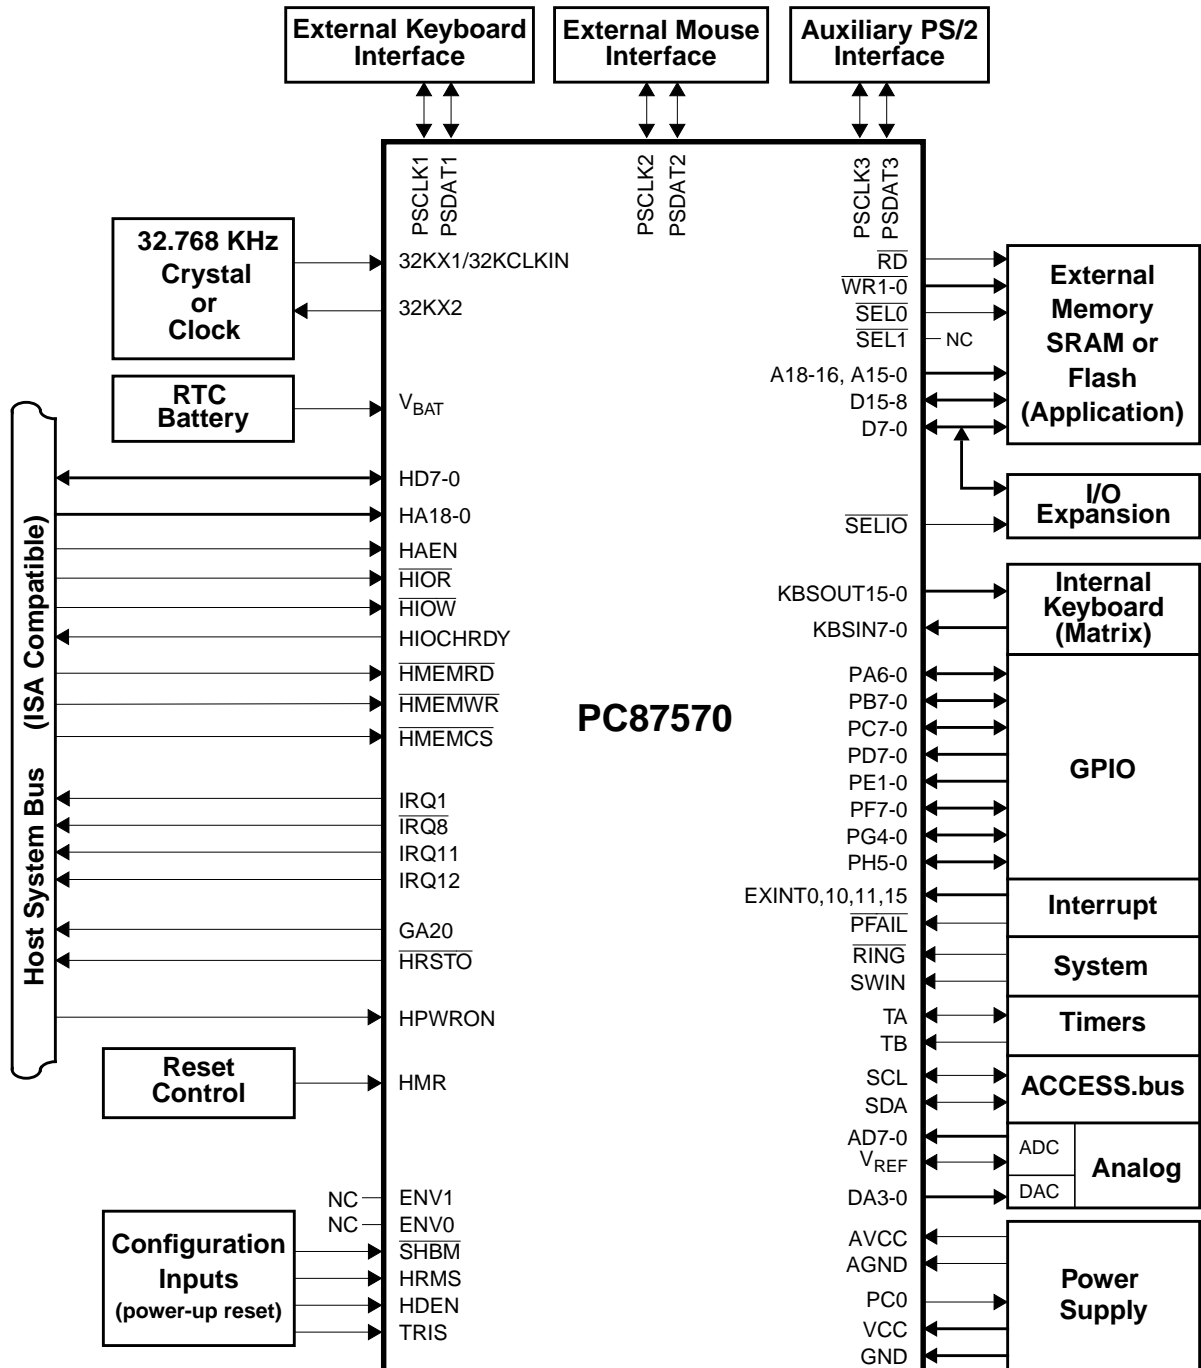 External Keyboard
Interface
External Mouse
Interface
Auxiliary PS/2
Interface
PSCLK1
PSDAT1
PSCLK2
PSDAT2
PSCLK3
PSDAT3
32.768 KHz
Crystal
or
Clock
32KX1/32KCLKIN
32KX2
RTC
Battery
VBAT
Host System Bus (ISA Compatible)
HD7-0
HA18-0
HAEN
HIOR
HIOW
HIOCHRDY
HMEMRD
HMEMWR
HMEMCS
IRQ1
IRQ8
IRQ11
IRQ12
GA20
HRSTO
HPWRON
Reset
Control
HMR
NC
ENV1
NC
ENV0
Configuration
Inputs
(power-up reset)
SHBM
HRMS
HDEN
TRIS
PC87570
RD
WR1-0
SEL0
SEL1
NC
A18-16, A15-0
D15-8
D7-0
External
Memory
SRAM or
Flash
(Application)
SELIO
I/O
Expansion
KBSOUT15-0
KBSIN7-0
Internal
Keyboard
(Matrix)
PA6-0
PB7-0
PC7-0
PD7-0
PE1-0
PF7-0
PG4-0
PH5-0
GPIO
EXINT0,10,11,15
PFAIL
Interrupt
RING
SWIN
System
TA
TB
Timers
SCL
SDA
ACCESS.bus
AD7-0
VREF
DA3-0
ADC
DAC
Analog
AVCC
AGND
PC0
VCC
GND
Power
Supply